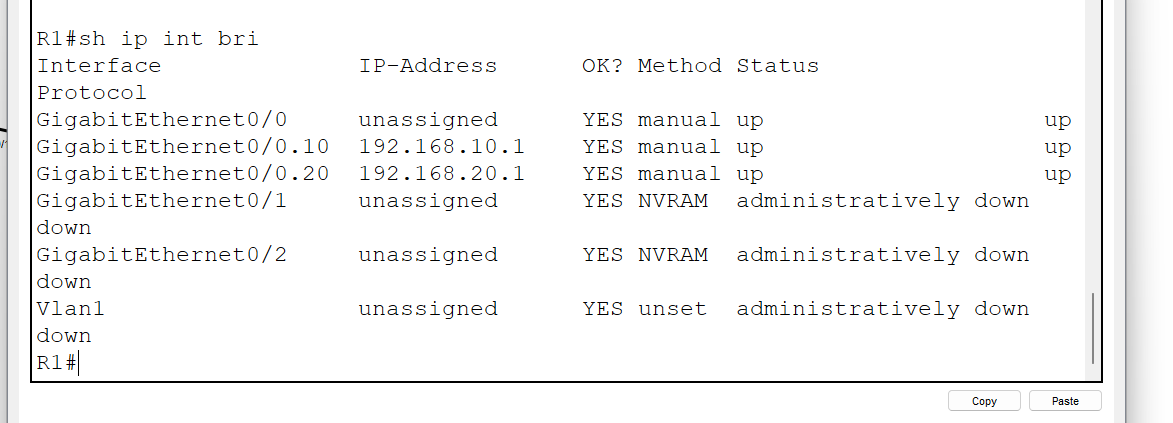 R1#sh ip int bri
Interface IP-Address OK? Method Status
Protocol
GigabitEthernet0/0 unassigned YES manual up up
GigabitEthernet0/0.10 192.168.10.1 YES manual up up
GigabitEthernet0/0.20 192.168.20.1 YES manual up up
GigabitEthernet0/1 unassigned YES NVRAM administratively down
down
GigabitEthernet0/2 unassigned YES NVRAM administratively down
down
Vlan1 unassigned YES unset administratively down
down
R1#
Copy Paste